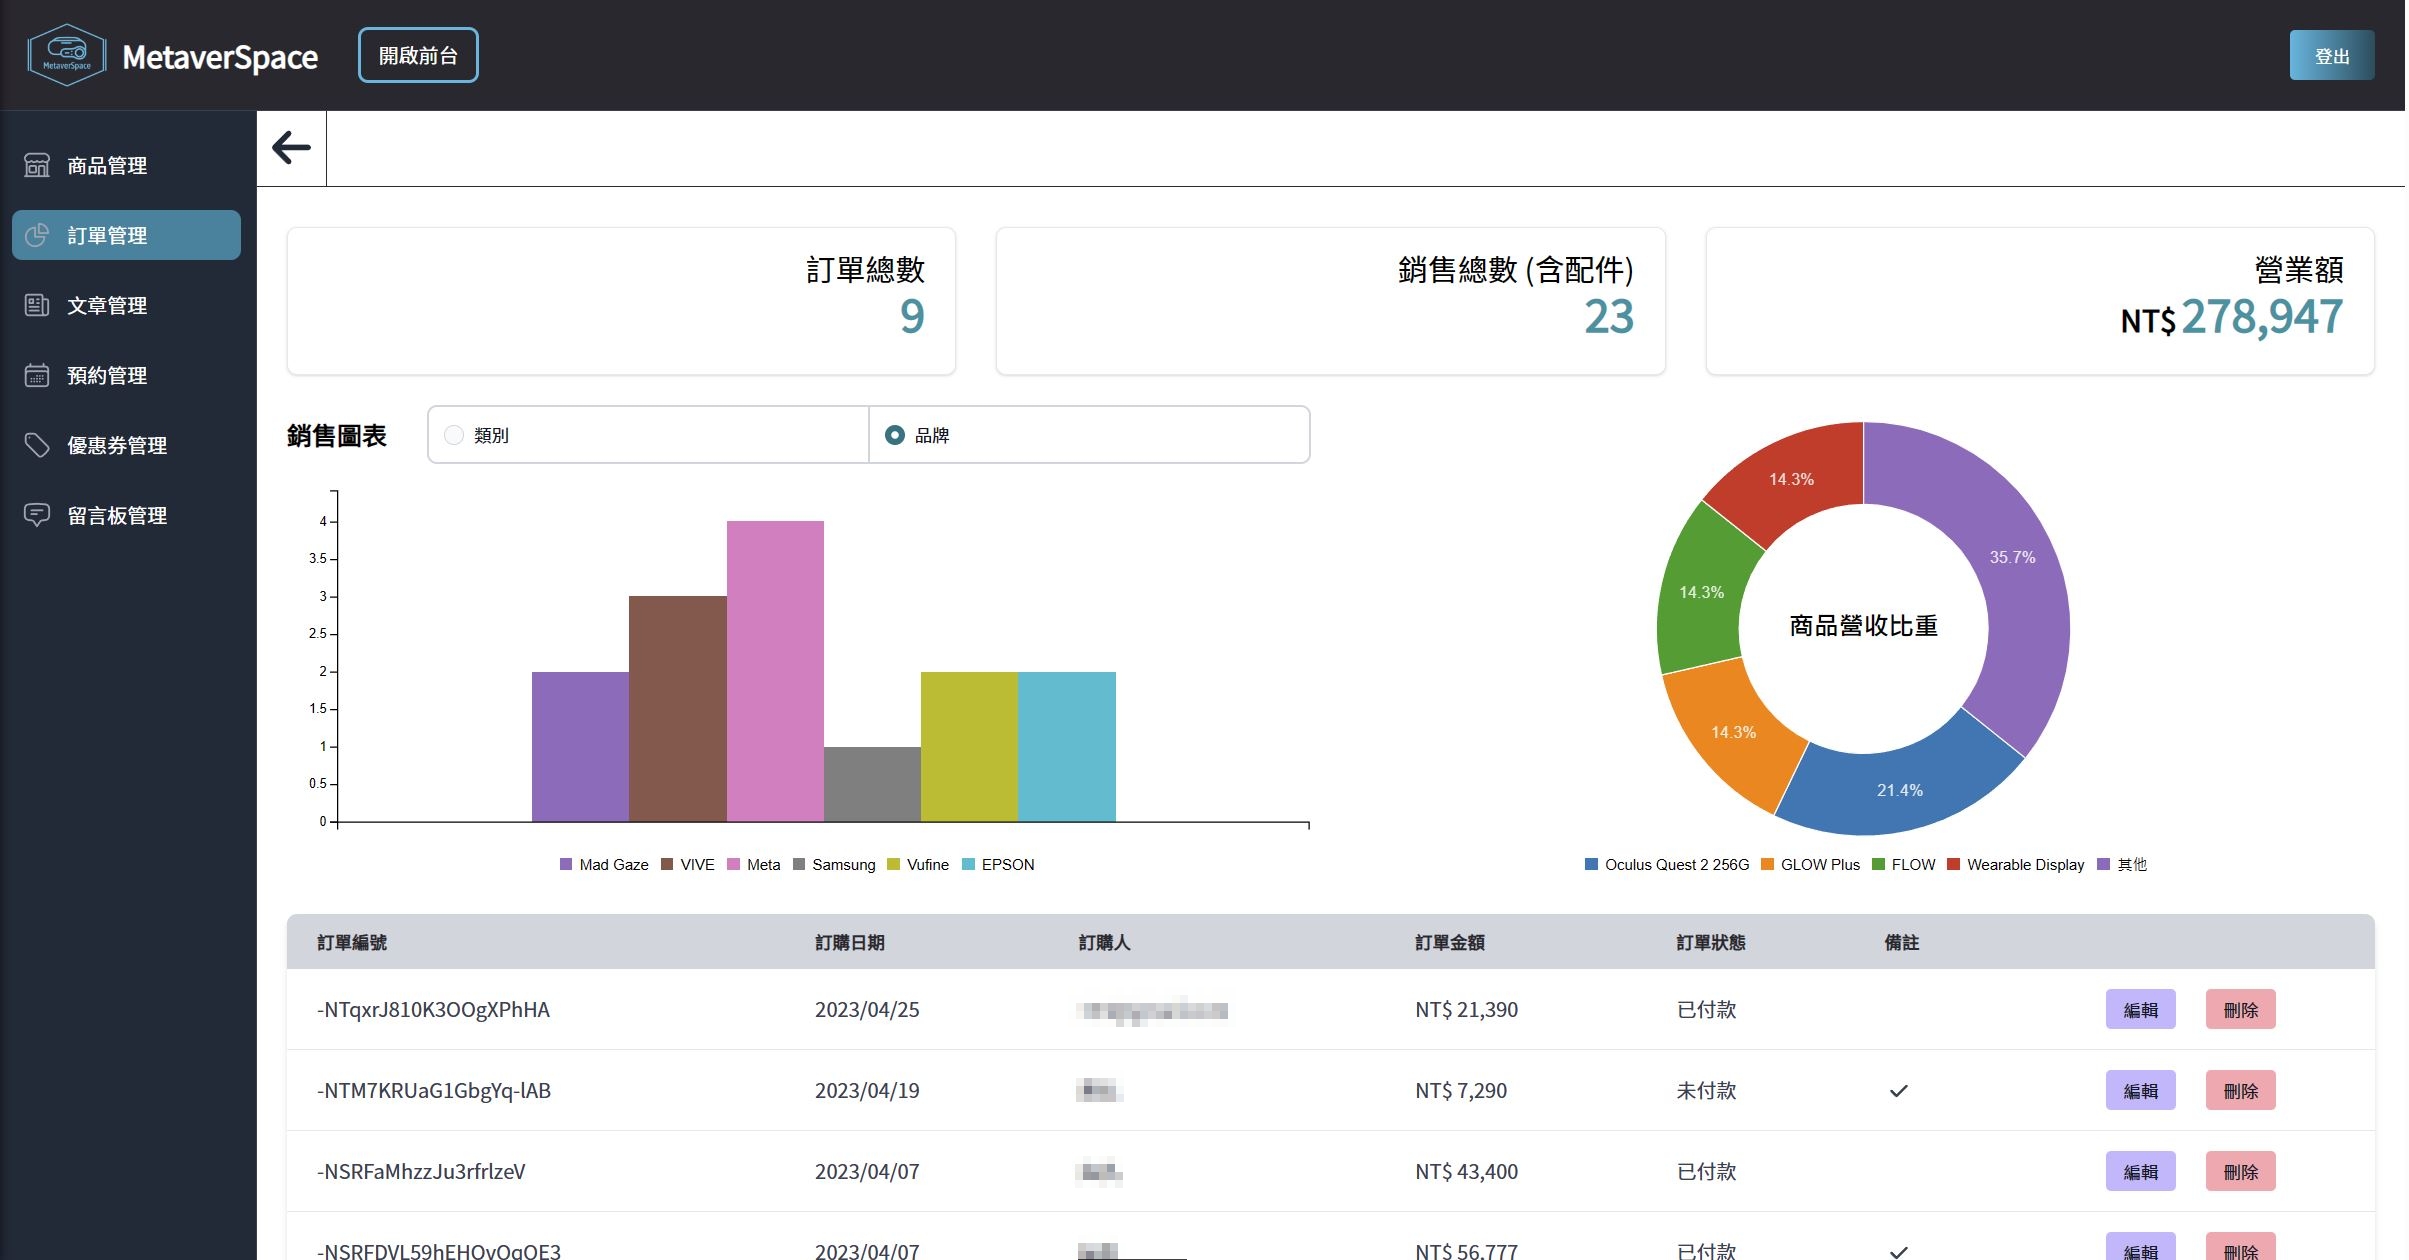 MetaverSpace
MetaverSpace
開啟前台
登出
商品管理
訂單管理
文章管理
預約管理
優惠券管理
留言板管理
訂單總數
9
銷售總數 (含配件)
23
營業額
NT$ 278,947
銷售圖表
類別
品牌
4
3.5
3
2.5
2
1.5
1
0.5
0
Mad Gaze VIVE Meta Samsung Vufine EPSON
14.3%
35.7%
14.3%
商品營收比重
14.3%
21.4%
Oculus Quest 2 256G GLOW Plus FLOW Wearable Display 其他
訂單編號 訂購日期 訂購人 訂單金額 訂單狀態 備註
-NTqxrJ810K3OOgXPhHA 2023/04/25 NT$ 21,390 已付款 編輯 刪除
-NTM7KRUaG1GbgYq-lAB 2023/04/19 NT$ 7,290 未付款 編輯 刪除
-NSRFaMhzzJu3rfrlzeV 2023/04/07 NT$ 43,400 已付款 編輯 刪除
2023/04/07 NT$ 56,777 已付款 編輯 刪除